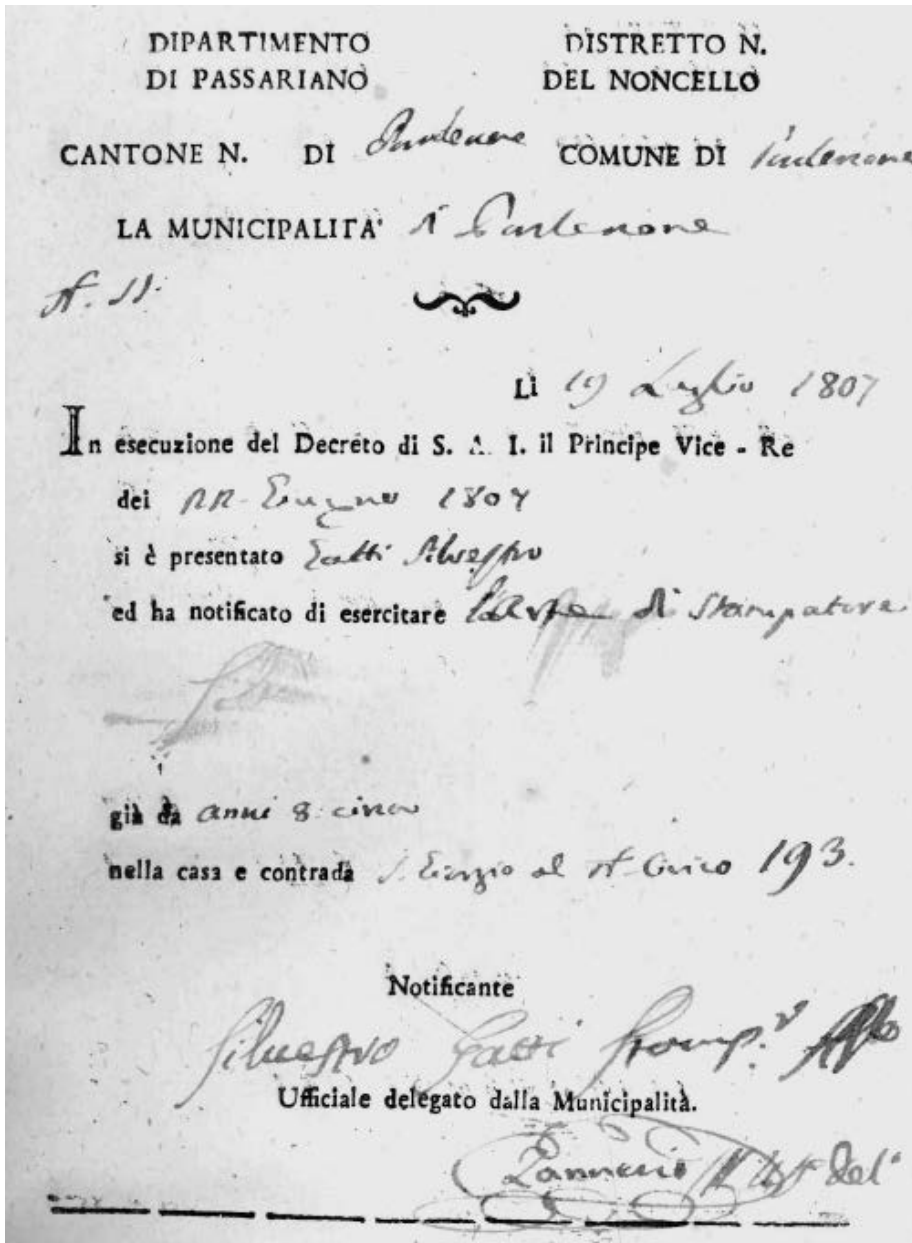 DIPARTIMENTO DI PASSARIANO
DISTRETTO N. DEL NONCELLO
CANTONE N. DI Pordenone COMUNE DI Pordenone
LA MUNICIPALITA' di Pordenone
N. 11.
Li 19 Luglio 1807
In esecuzione del Decreto di S. A. I. il Principe Vice - Re
dei Giugno 1807
si è presentato Gatti Silvestro
ed ha notificato di esercitare l'Arte di Stampatore
già da anni 8 circa
nella casa e contrada S. Giorgio al N. Civico 193.
Notificante
Silvestro Gatti Stamp.r
Ufficiale delegato dalla Municipalità.
Del.